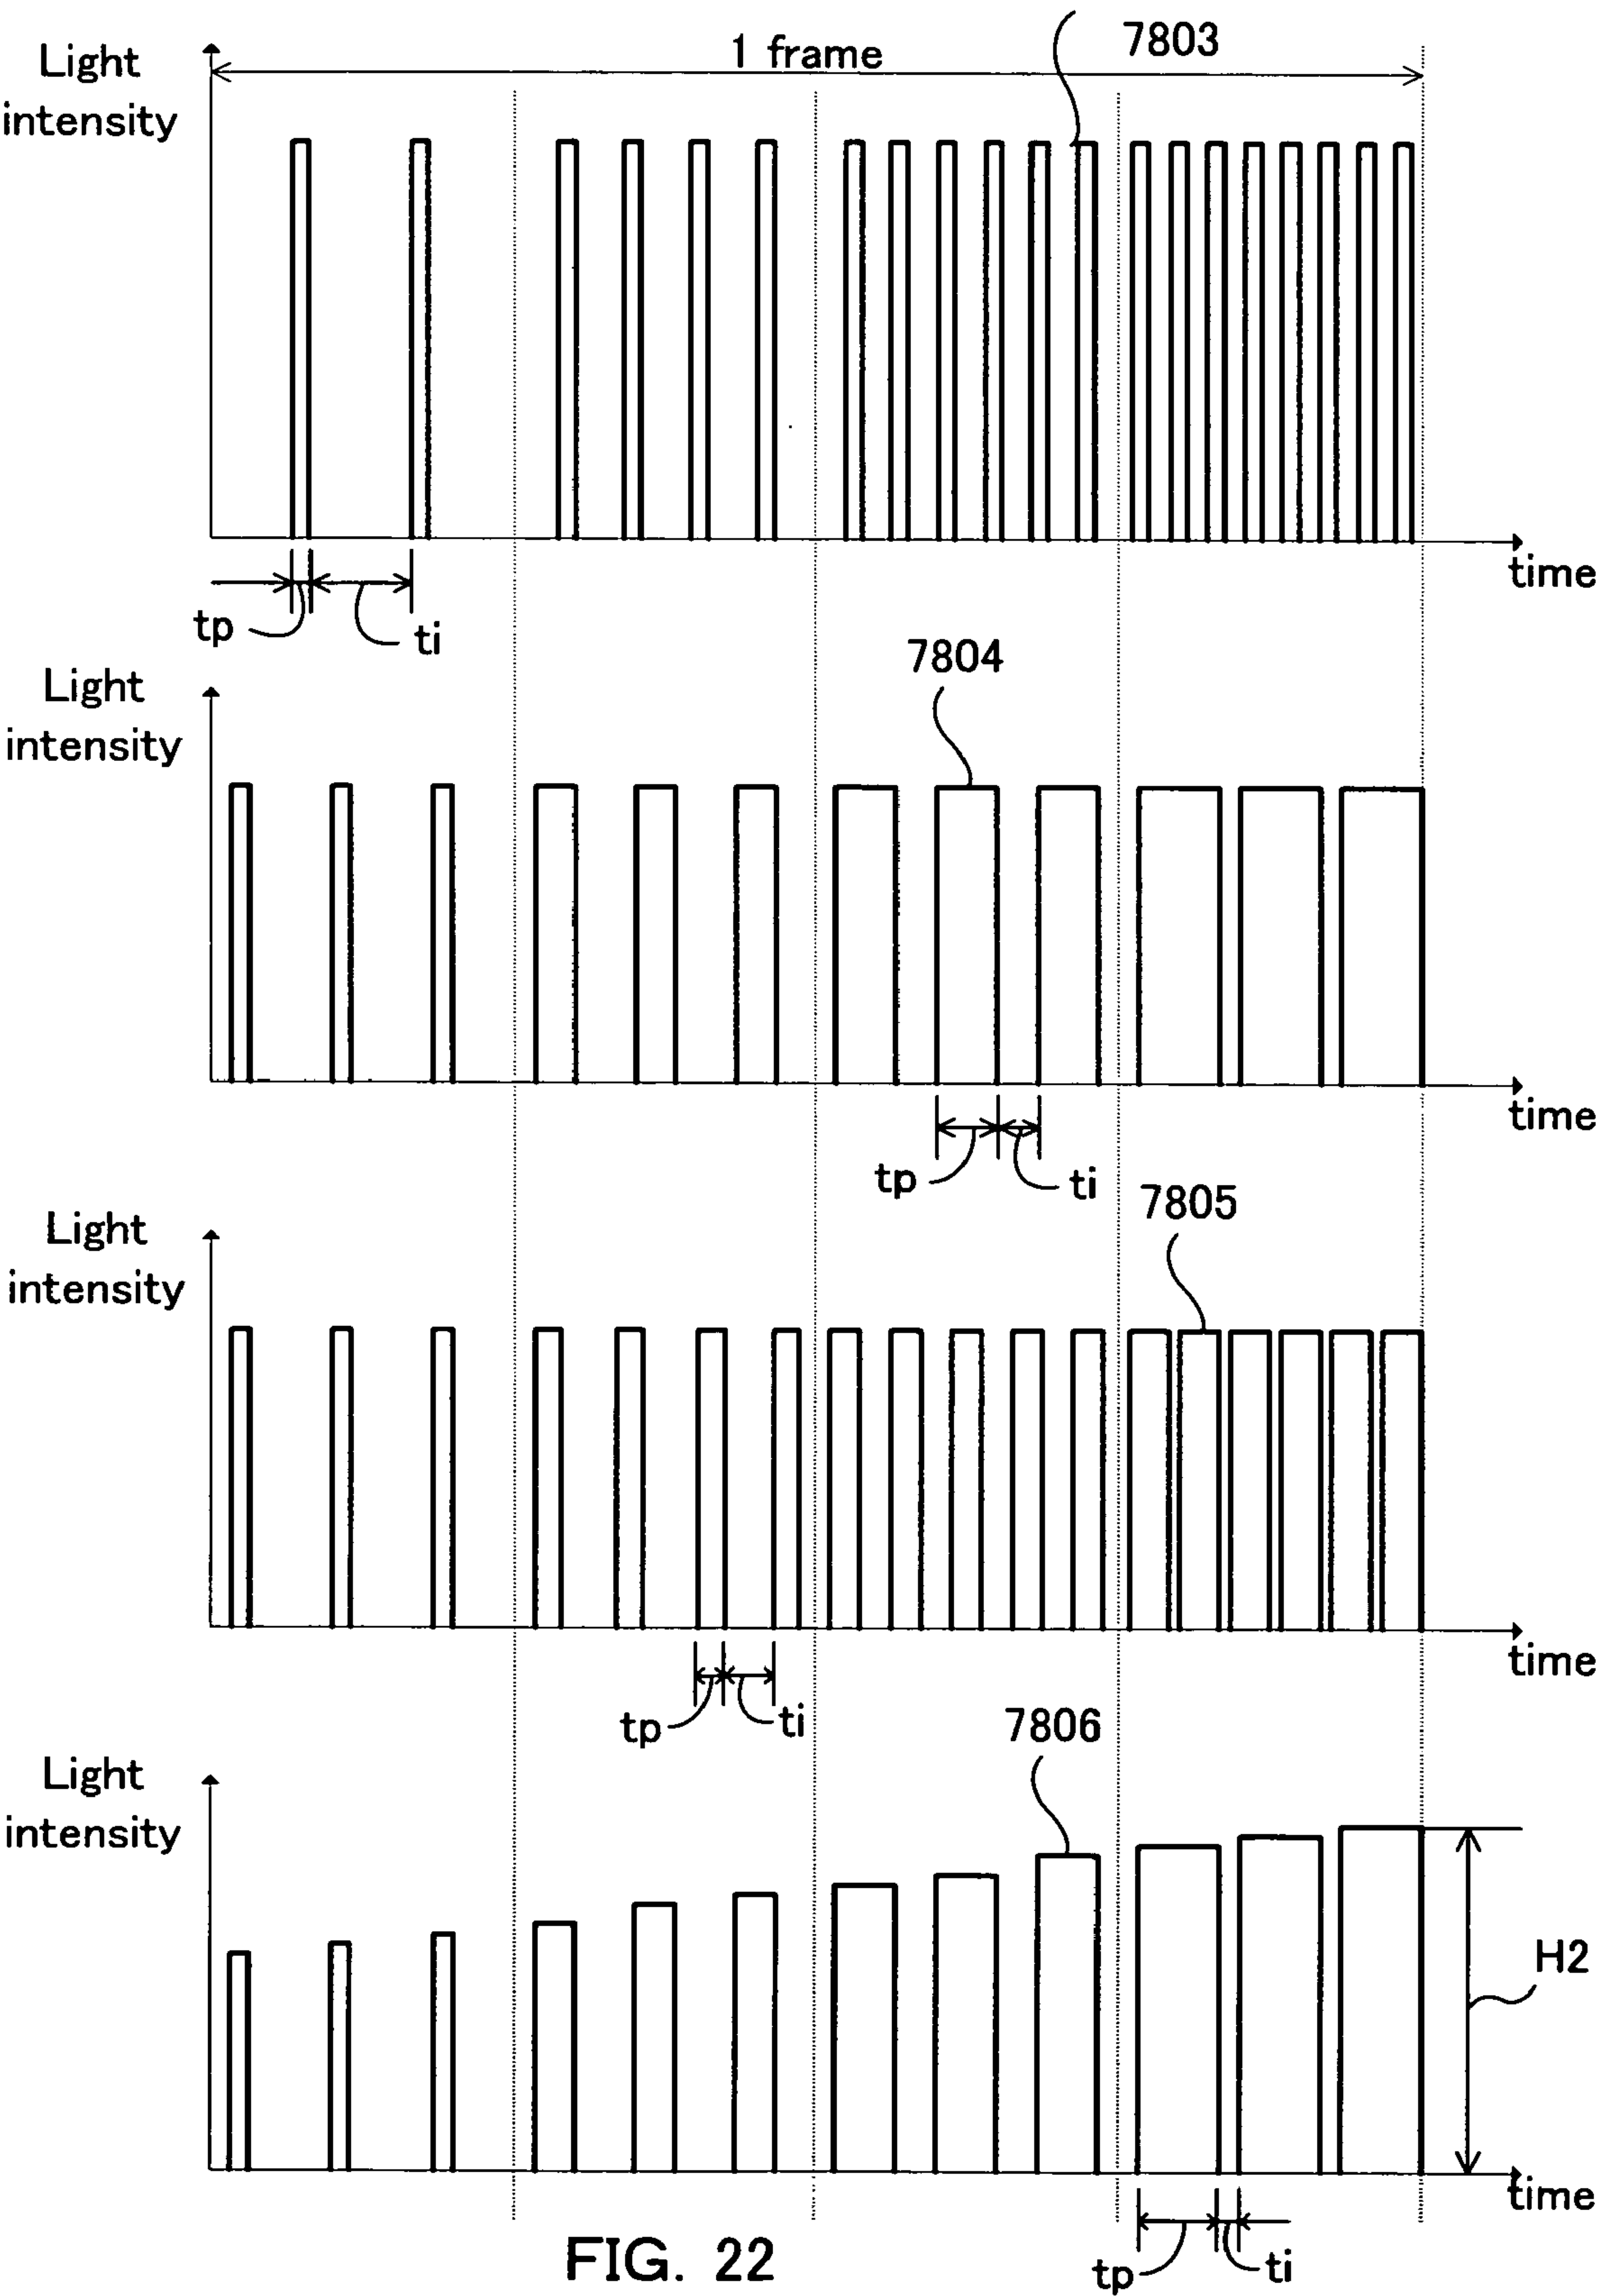 7803
1 frame
Light
intensity
time
tp
ti
7804
Light
intensity
time
tp
ti
7805
Light
intensity
time
tp
ti
7806
Light
intensity
H2
time
tp
ti
FIG. 22